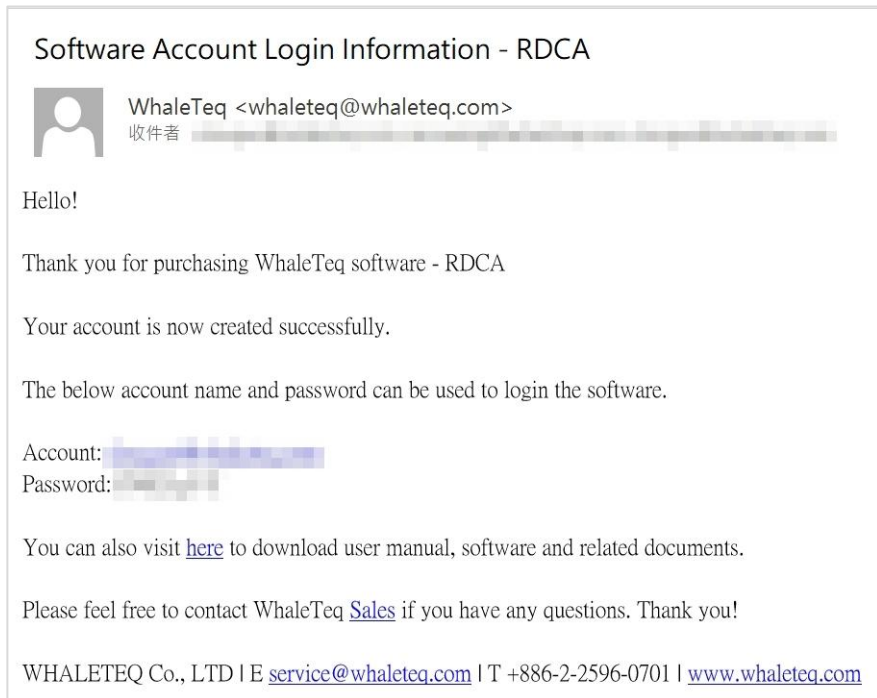 Software Account Login Information - RDCA
WhaleTeq <whaleteq@whaleteq.com>
收件者
Hello!
Thank you for purchasing WhaleTeq software - RDCA
Your account is now created successfully.
The below account name and password can be used to login the software.
Account:
Password:
You can also visit here to download user manual, software and related documents.
Please feel free to contact WhaleTeq Sales if you have any questions. Thank you!
WHALETEQ Co., LTD | E service@whaleteq.com | T +886-2-2596-0701 | www.whaleteq.com